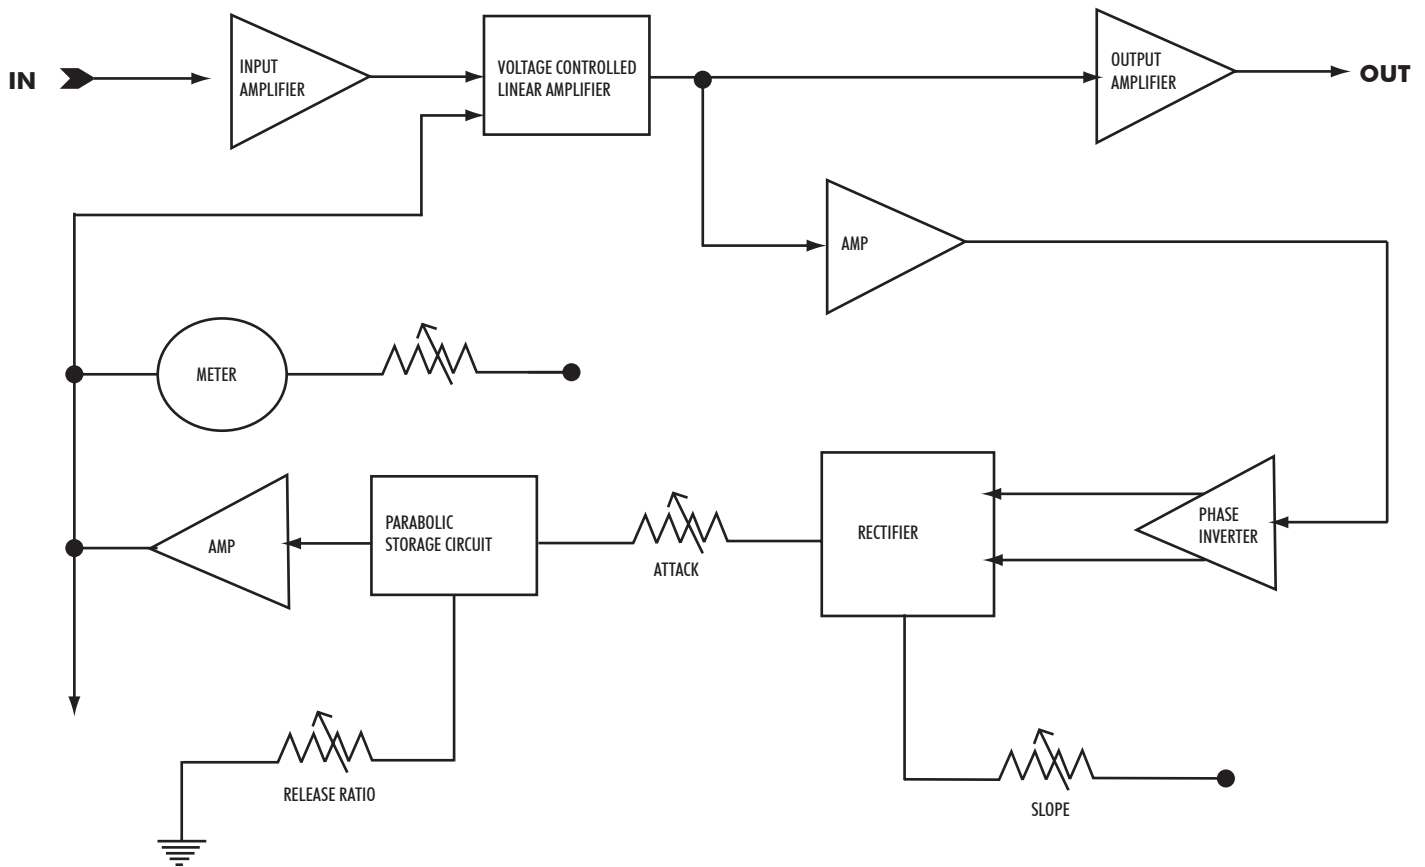 IN
INPUT
AMPLIFIER
VOLTAGE CONTROLLED
LINEAR AMPLIFIER
OUTPUT
AMPLIFIER
OUT
AMP
METER
AMP
PARABOLIC
STORAGE CIRCUIT
ATTACK
RECTIFIER
PHASE
INVERTER
RELEASE RATIO
SLOPE